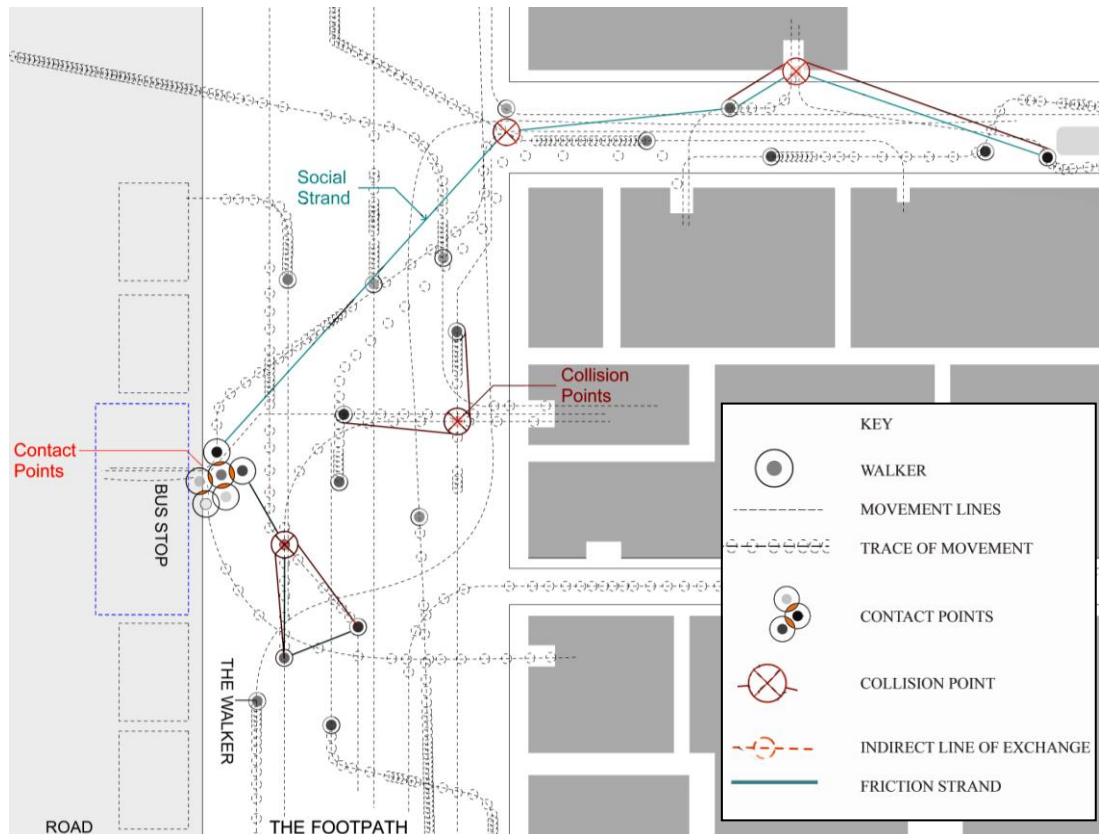 Social
Strand
Collision
Points
Contact
Points
BUS STOP
THE WALKER
ROAD
THE FOOTPATH
KEY
WALKER
MOVEMENT LINES
TRACE OF MOVEMENT
CONTACT POINTS
COLLISION POINT
INDIRECT LINE OF EXCHANGE
FRICTION STRAND